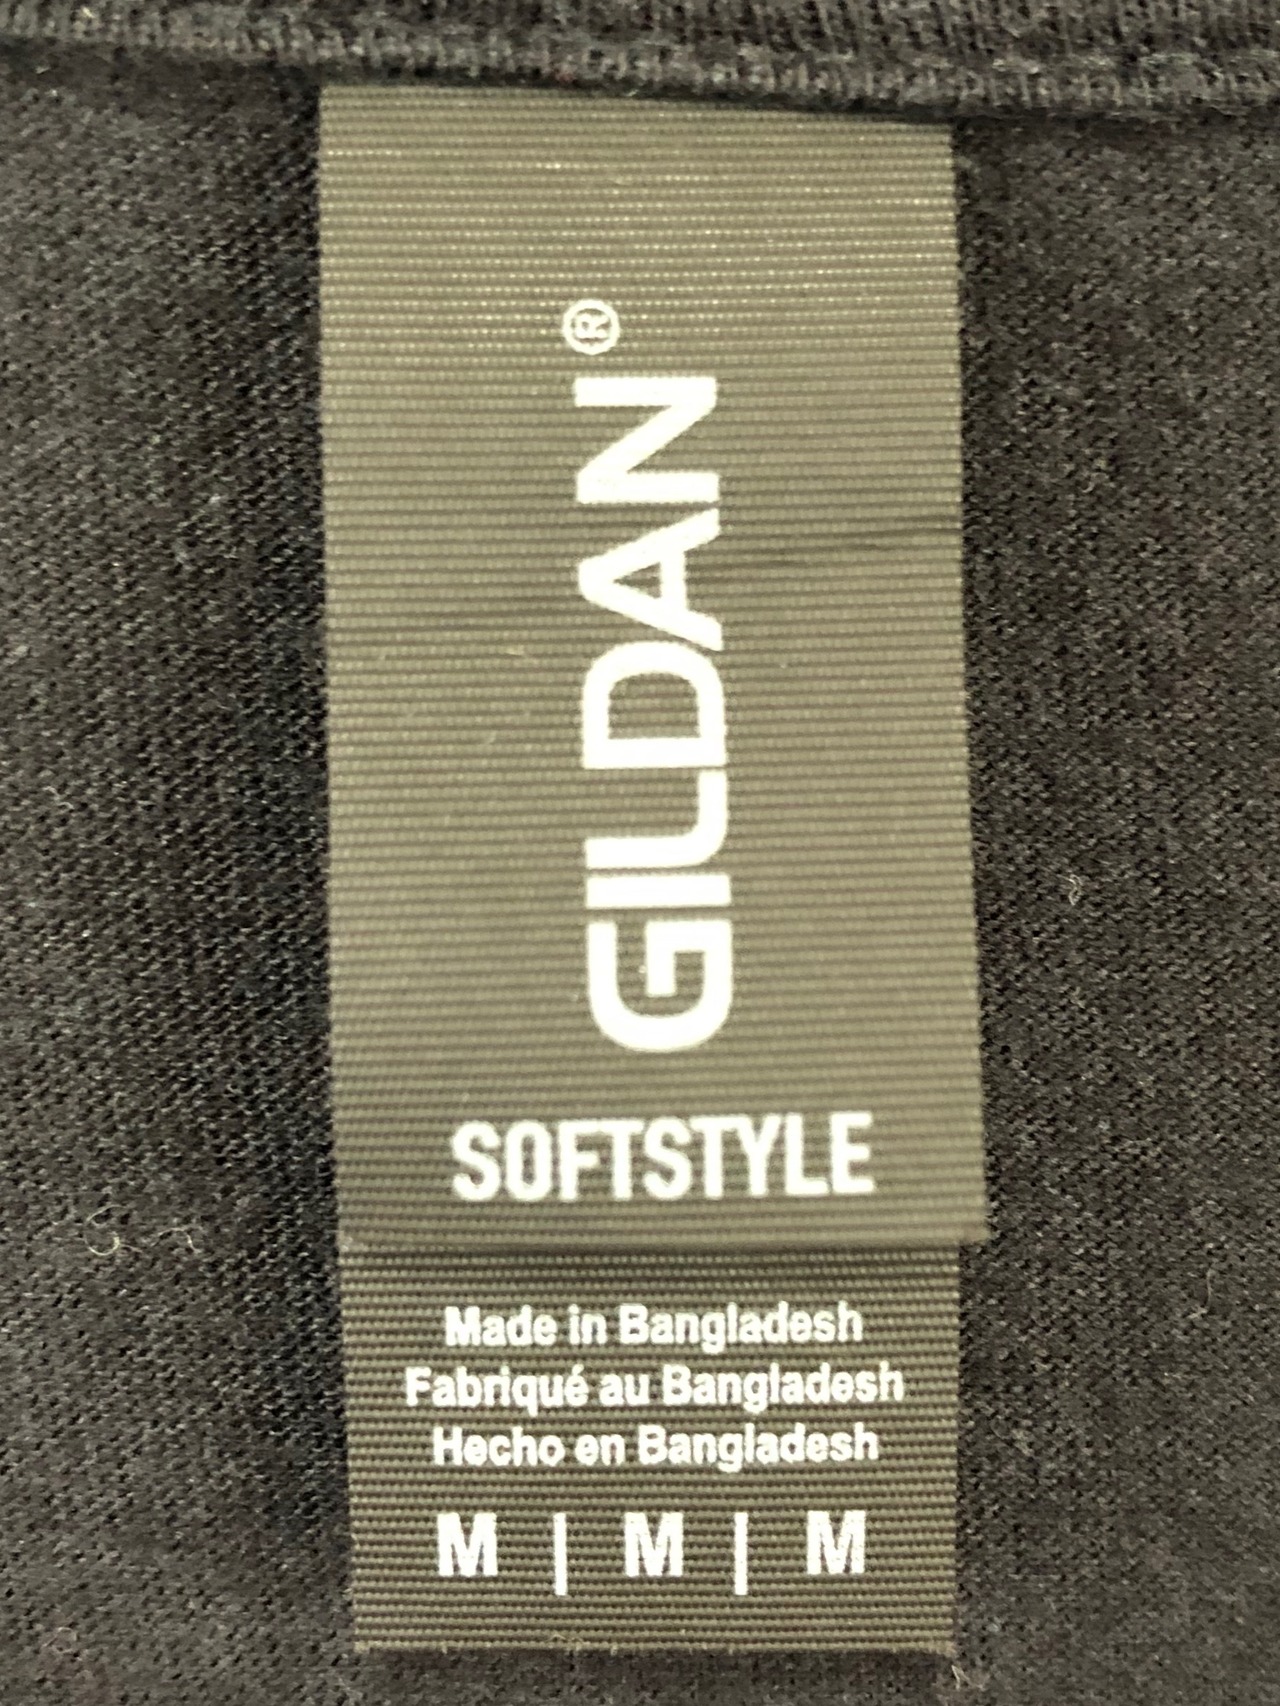 GILDAN®
SOFTSTYLE
Made in Bangladesh
Fabriqué au Bangladesh
Hecho en Bangladesh
M | M | M